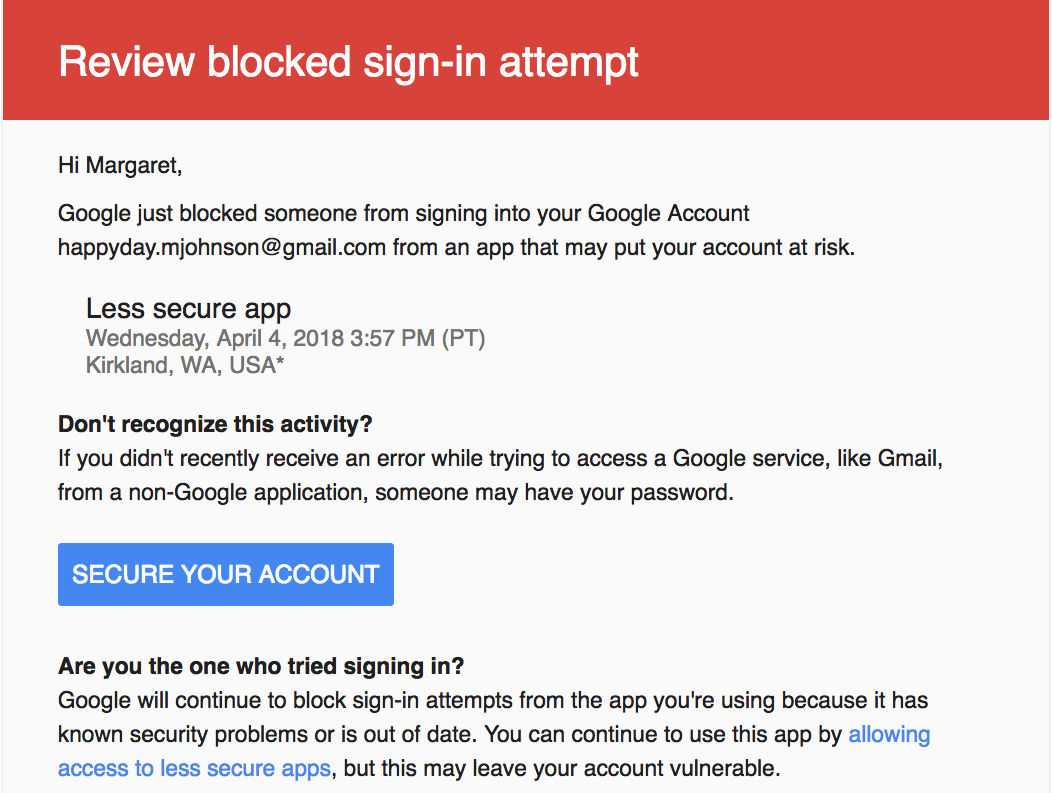 Review blocked sign-in attempt
Hi Margaret,
Google just blocked someone from signing into your Google Account
happyday.mjohnson@gmail.com from an app that may put your account at risk.
Less secure app
Wednesday, April 4, 2018 3:57 PM (PT)
Kirkland, WA, USA*
Don't recognize this activity?
If you didn't recently receive an error while trying to access a Google service, like Gmail,
from a non-Google application, someone may have your password.
SECURE YOUR ACCOUNT
Are you the one who tried signing in?
Google will continue to block sign-in attempts from the app you're using because it has
known security problems or is out of date. You can continue to use this app by allowing
access to less secure apps, but this may leave your account vulnerable.